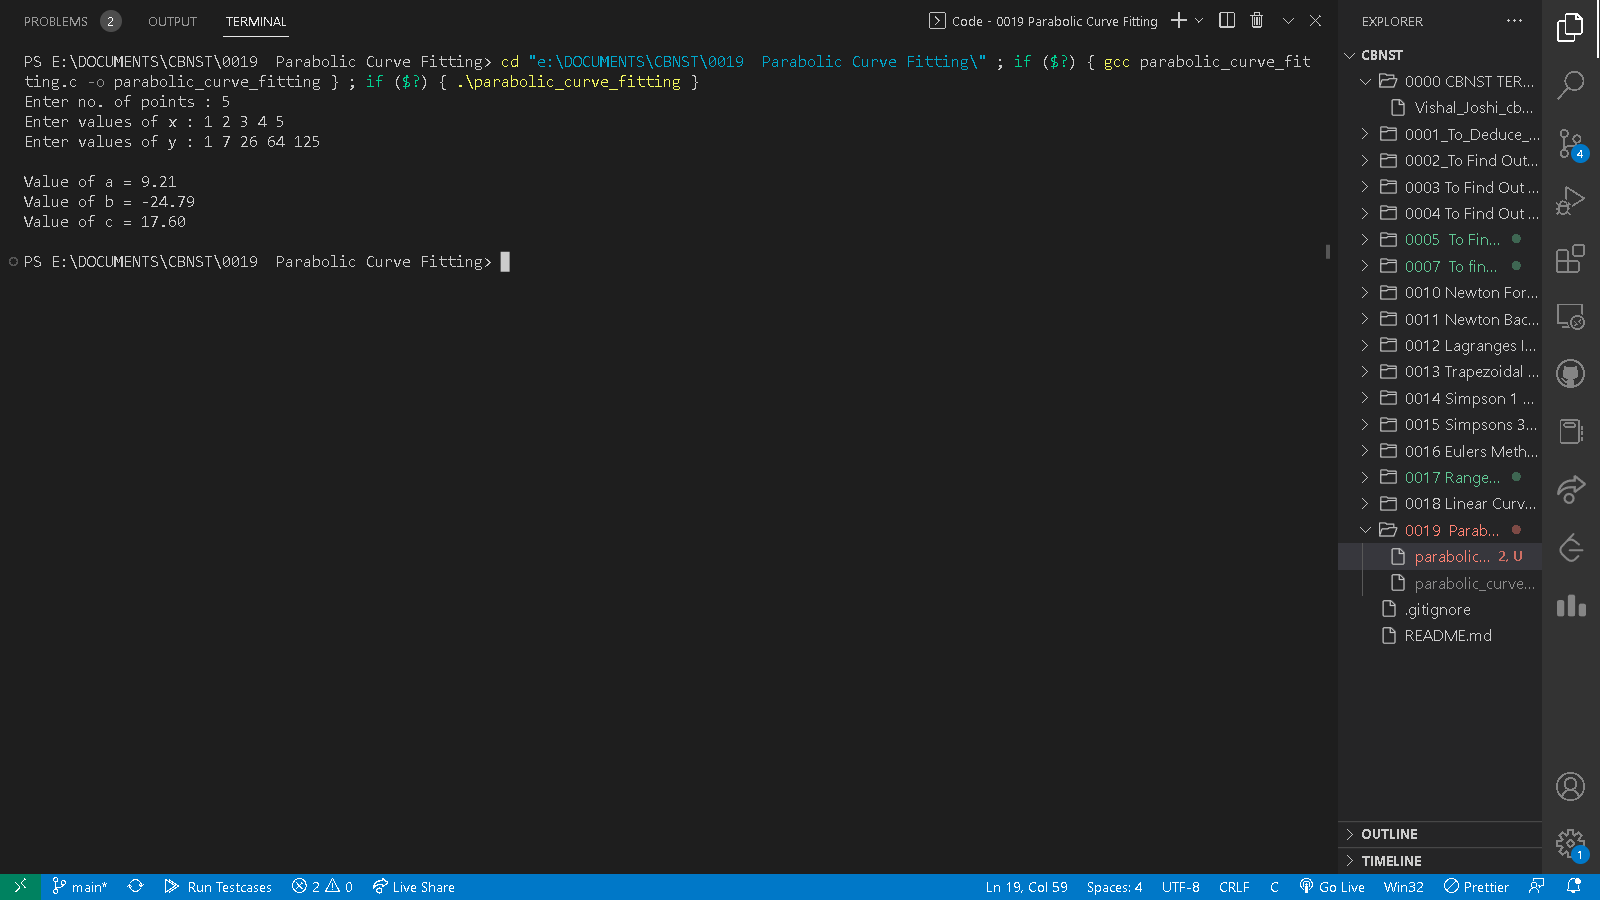 PROBLEMS 2 OUTPUT TERMINAL Code - 0019 Parabolic Curve Fitting
PS E:\DOCUMENTS\CBNST\0019  Parabolic Curve Fitting> cd "e:\DOCUMENTS\CBNST\0019  Parabolic Curve Fitting\" ; if ($?) { gcc parabolic_curve_fit
ting.c -o parabolic_curve_fitting } ; if ($?) { .\parabolic_curve_fitting }
Enter no. of points : 5
Enter values of x : 1 2 3 4 5
Enter values of y : 1 7 26 64 125
Value of a = 9.21
Value of b = -24.79
Value of c = 17.60
PS E:\DOCUMENTS\CBNST\0019  Parabolic Curve Fitting>
EXPLORER
CBNST
0000 CBNST TER...
Vishal_Joshi_cb...
0001_To_Deduce_...
0002_To Find Out...
0003 To Find Out ...
0004 To Find Out ...
0005  To Fin...
0007  To fin...
0010 Newton For...
0011 Newton Bac...
0012 Lagranges I...
0013 Trapezoidal ...
0014 Simpson 1 ...
0015 Simpsons 3...
0016 Eulers Meth...
0017 Range...
0018 Linear Curv...
0019  Parab...
parabolic... 2, U
parabolic_curve...
.gitignore
README.md
OUTLINE
TIMELINE
4
1
main* Run Testcases 2 0 Live Share Ln 19, Col 59 Spaces: 4 UTF-8 CRLF C Go Live Win32 Prettier